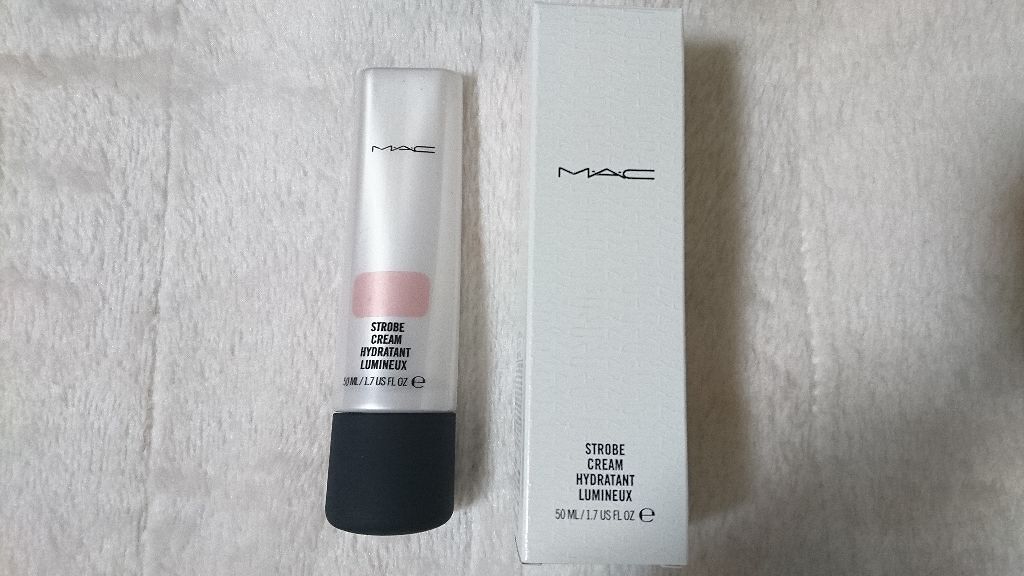 M·A·C
STROBE
CREAM
HYDRATANT
LUMINEUX
50 ML / 1.7 US FL OZ ℮
M·A·C
STROBE
CREAM
HYDRATANT
LUMINEUX
50 ML / 1.7 US FL OZ ℮